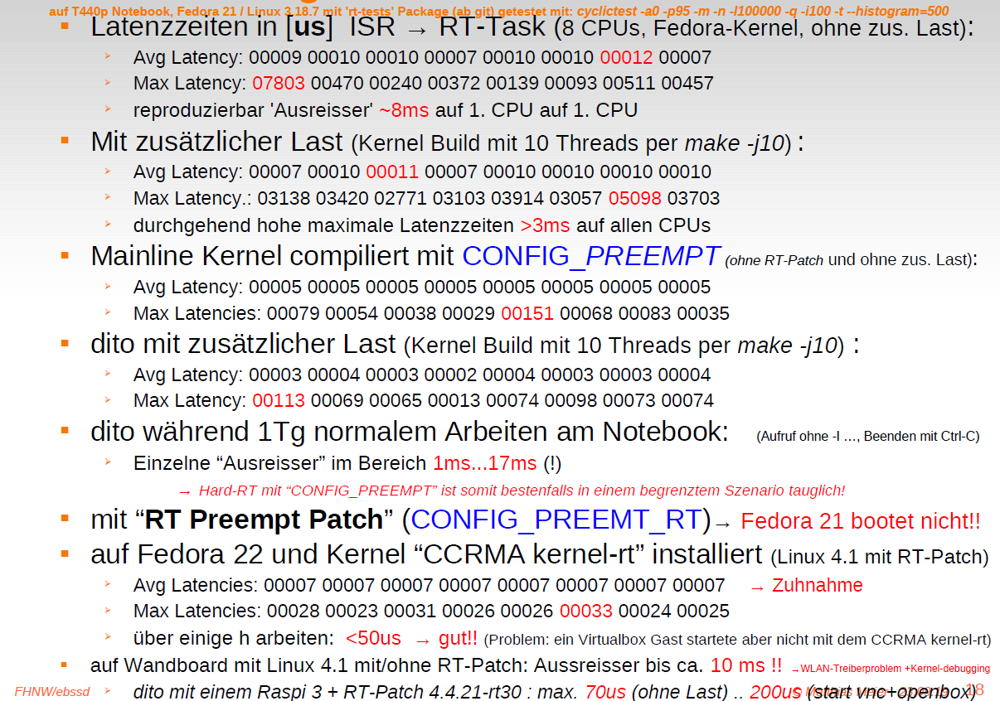 auf T440p Notebook, Fedora 21 / Linux 3.18.7 mit 'rt-tests' Package (ab git) getestet mit: cyclictest -a0 -p95 -m -n -l100000 -q -i100 -t --histogram=500
Latenzzeiten in [us] ISR → RT-Task (8 CPUs, Fedora-Kernel, ohne zus. Last):
Avg Latency: 00009 00010 00010 00007 00010 00010 00012 00007
Max Latency: 07803 00470 00240 00372 00139 00093 00511 00457
reproduzierbar 'Ausreisser' ~8ms auf 1. CPU auf 1. CPU
Mit zusätzlicher Last (Kernel Build mit 10 Threads per make -j10) :
Avg Latency: 00007 00010 00011 00007 00010 00010 00010 00010
Max Latency.: 03138 03420 02771 03103 03914 03057 05098 03703
durchgehend hohe maximale Latenzzeiten >3ms auf allen CPUs
Mainline Kernel compiliert mit CONFIG_PREEMPT (ohne RT-Patch und ohne zus. Last):
Avg Latency: 00005 00005 00005 00005 00005 00005 00005 00005
Max Latencies: 00079 00054 00038 00029 00151 00068 00083 00035
dito mit zusätzlicher Last (Kernel Build mit 10 Threads per make -j10) :
Avg Latency: 00003 00004 00003 00002 00004 00003 00003 00004
Max Latency: 00113 00069 00065 00013 00074 00098 00073 00074
dito während 1Tg normalem Arbeiten am Notebook: (Aufruf ohne -l ..., Beenden mit Ctrl-C)
Einzelne “Ausreisser” im Bereich 1ms...17ms (!)
→ Hard-RT mit “CONFIG_PREEMPT” ist somit bestenfalls in einem begrenztem Szenario tauglich!
mit “RT Preempt Patch” (CONFIG_PREEMT_RT)→ Fedora 21 bootet nicht!!
auf Fedora 22 und Kernel “CCRMA kernel-rt” installiert (Linux 4.1 mit RT-Patch)
Avg Latencies: 00007 00007 00007 00007 00007 00007 00007 00007 → Zuhnahme
Max Latencies: 00028 00023 00031 00026 00026 00033 00024 00025
über einige h arbeiten: <50us → gut!! (Problem: ein Virtualbox Gast startete aber nicht mit dem CCRMA kernel-rt)
auf Wandboard mit Linux 4.1 mit/ohne RT-Patch: Aussreisser bis ca. 10 ms !! →WLAN-Treiberproblem +Kernel-debugging
dito mit einem Raspi 3 + RT-Patch 4.4.21-rt30 : max. 70us (ohne Last) .. 200us (start vnc+openbox)
FHNW/ebssd 18